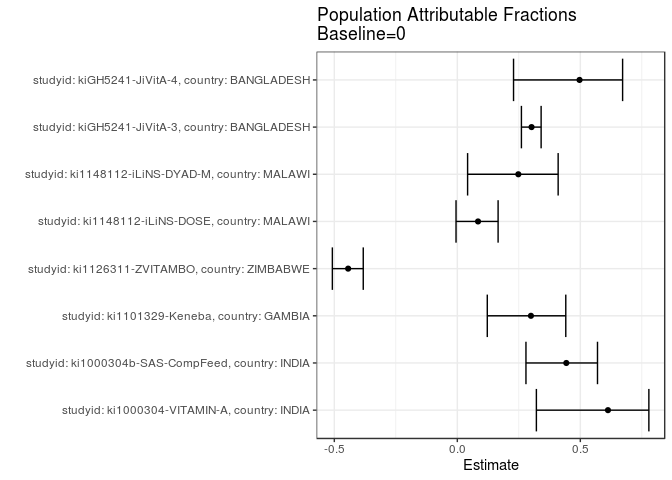 Population Attributable Fractions
Baseline=0
studyid: kiGH5241-JiVitA-4, country: BANGLADESH
studyid: kiGH5241-JiVitA-3, country: BANGLADESH
studyid: ki1148112-iLiNS-DYAD-M, country: MALAWI
studyid: ki1148112-iLiNS-DOSE, country: MALAWI
studyid: ki1126311-ZVITAMBO, country: ZIMBABWE
studyid: ki1101329-Keneba, country: GAMBIA
studyid: ki1000304b-SAS-CompFeed, country: INDIA
studyid: ki1000304-VITAMIN-A, country: INDIA
-0.5 0.0 0.5
Estimate